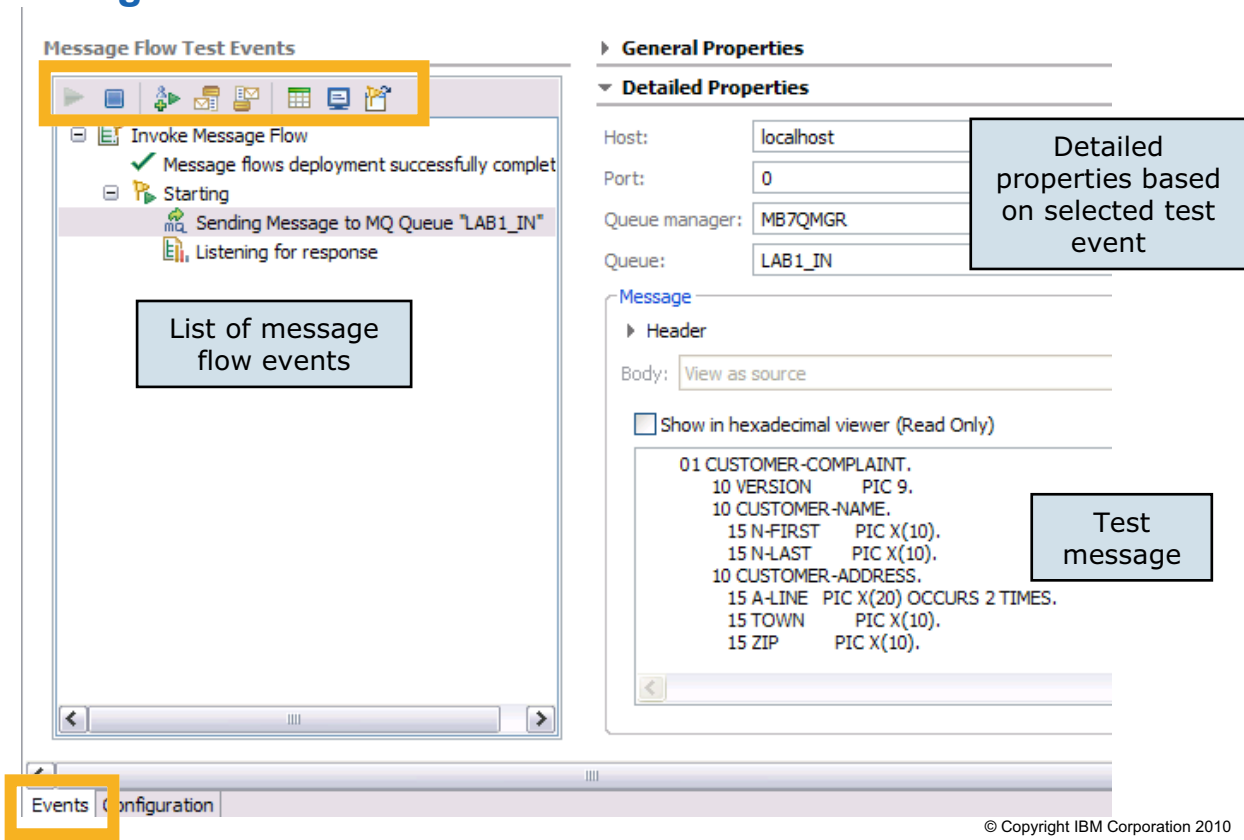 Message Flow Test Events
Invoke Message Flow
Message flows deployment successfully complet
Starting
Sending Message to MQ Queue "LAB1_IN"
Listening for response
List of message
flow events
General Properties
Detailed Properties
Host: localhost
Port: 0
Queue manager: MB7QMGR
Queue: LAB1_IN
Detailed
properties based
on selected test
event
Message
Header
Body: View as source
Show in hexadecimal viewer (Read Only)
01 CUSTOMER-COMPLAINT.
10 VERSION PIC 9.
10 CUSTOMER-NAME.
15 N-FIRST PIC X(10).
15 N-LAST PIC X(10).
10 CUSTOMER-ADDRESS.
15 A-LINE PIC X(20) OCCURS 2 TIMES.
15 TOWN PIC X(10).
15 ZIP PIC X(10).
Test
message
Events Configuration
© Copyright IBM Corporation 2010